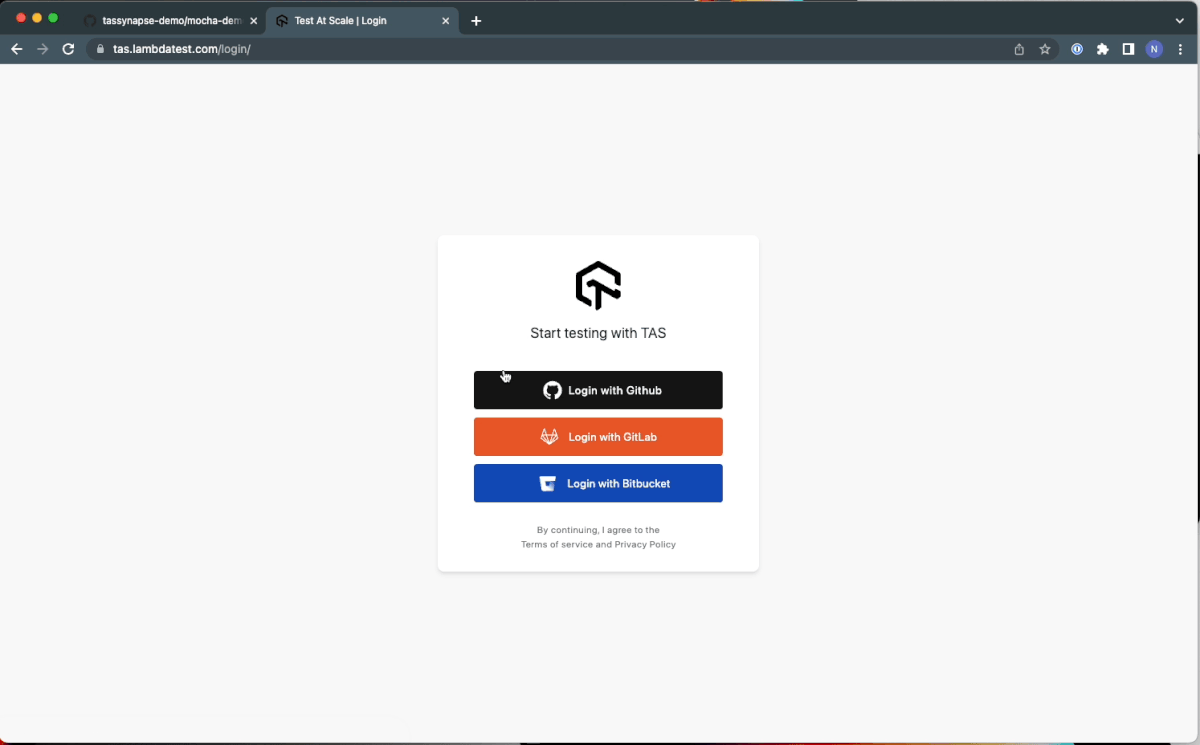 tassynapse-demo/mocha-dem
Test At Scale | Login
tas.lambdatest.com/login/
N
Start testing with TAS
Login with Github
Login with GitLab
Login with Bitbucket
By continuing, I agree to the
Terms of service and Privacy Policy